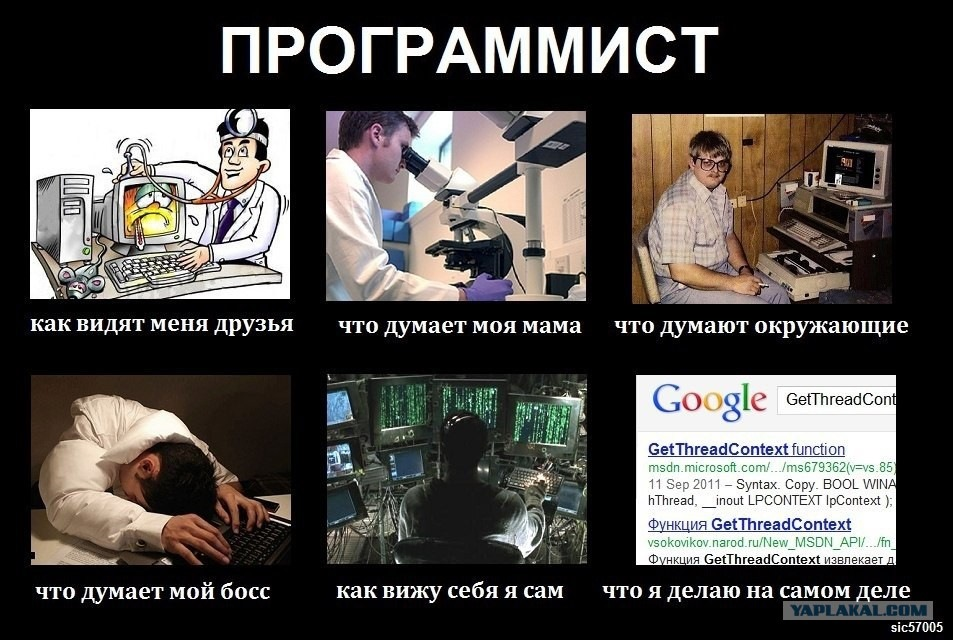 ПРОГРАММИСТ
как видят меня друзья
что думает моя мама
что думают окружающие
что думает мой босс
как вижу себя я сам
Google
GetThreadCont
GetThreadContext function
msdn.microsoft.com/.../ms679362(v=vs.85)
11 Sep 2011 – Syntax. Copy. BOOL WINA
hThread, __inout LPCONTEXT lpContext );
Функция GetThreadContext
vsokovikov.narod.ru/New_MSDN_API/.../fn_
Функция GetThreadContext извлекает д
что я делаю на самом деле
YAPLAKAL.COM
sic57005